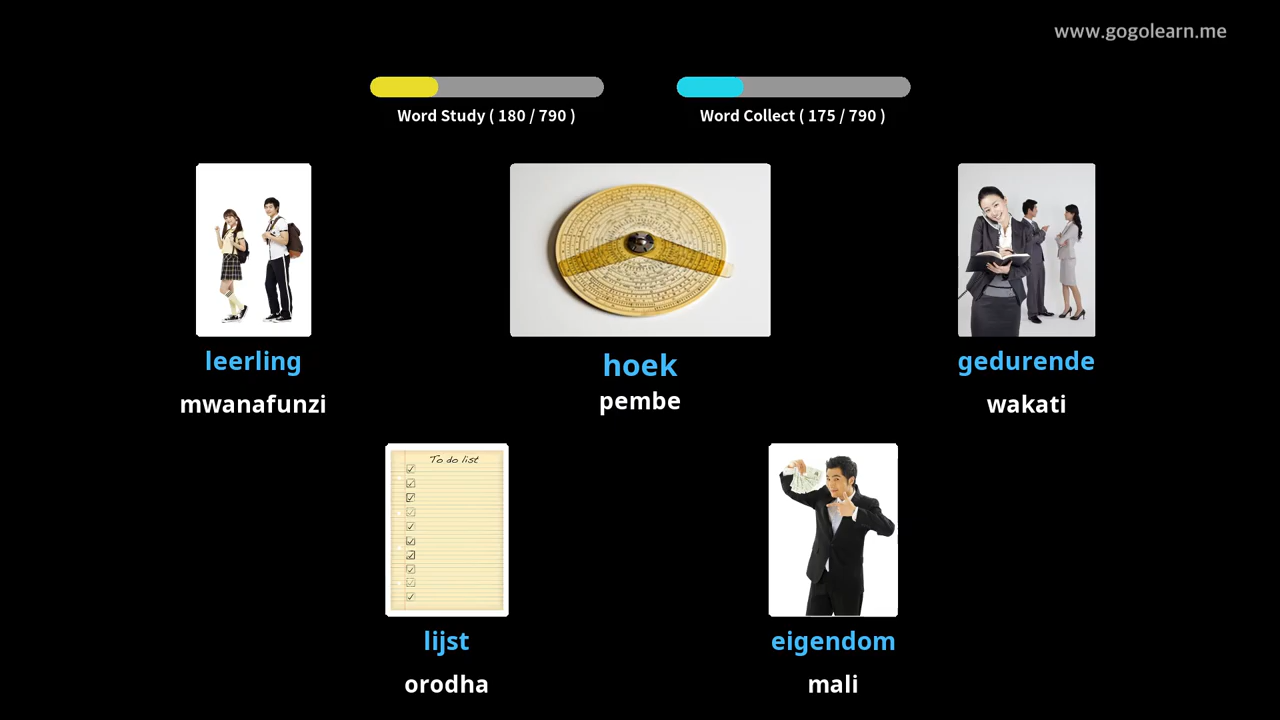 www.gogolearn.me
Word Study ( 180 / 790 )
Word Collect ( 175 / 790 )
leerling
mwanafunzi
hoek
pembe
gedurende
wakati
To do list
lijst
orodha
eigendom
mali